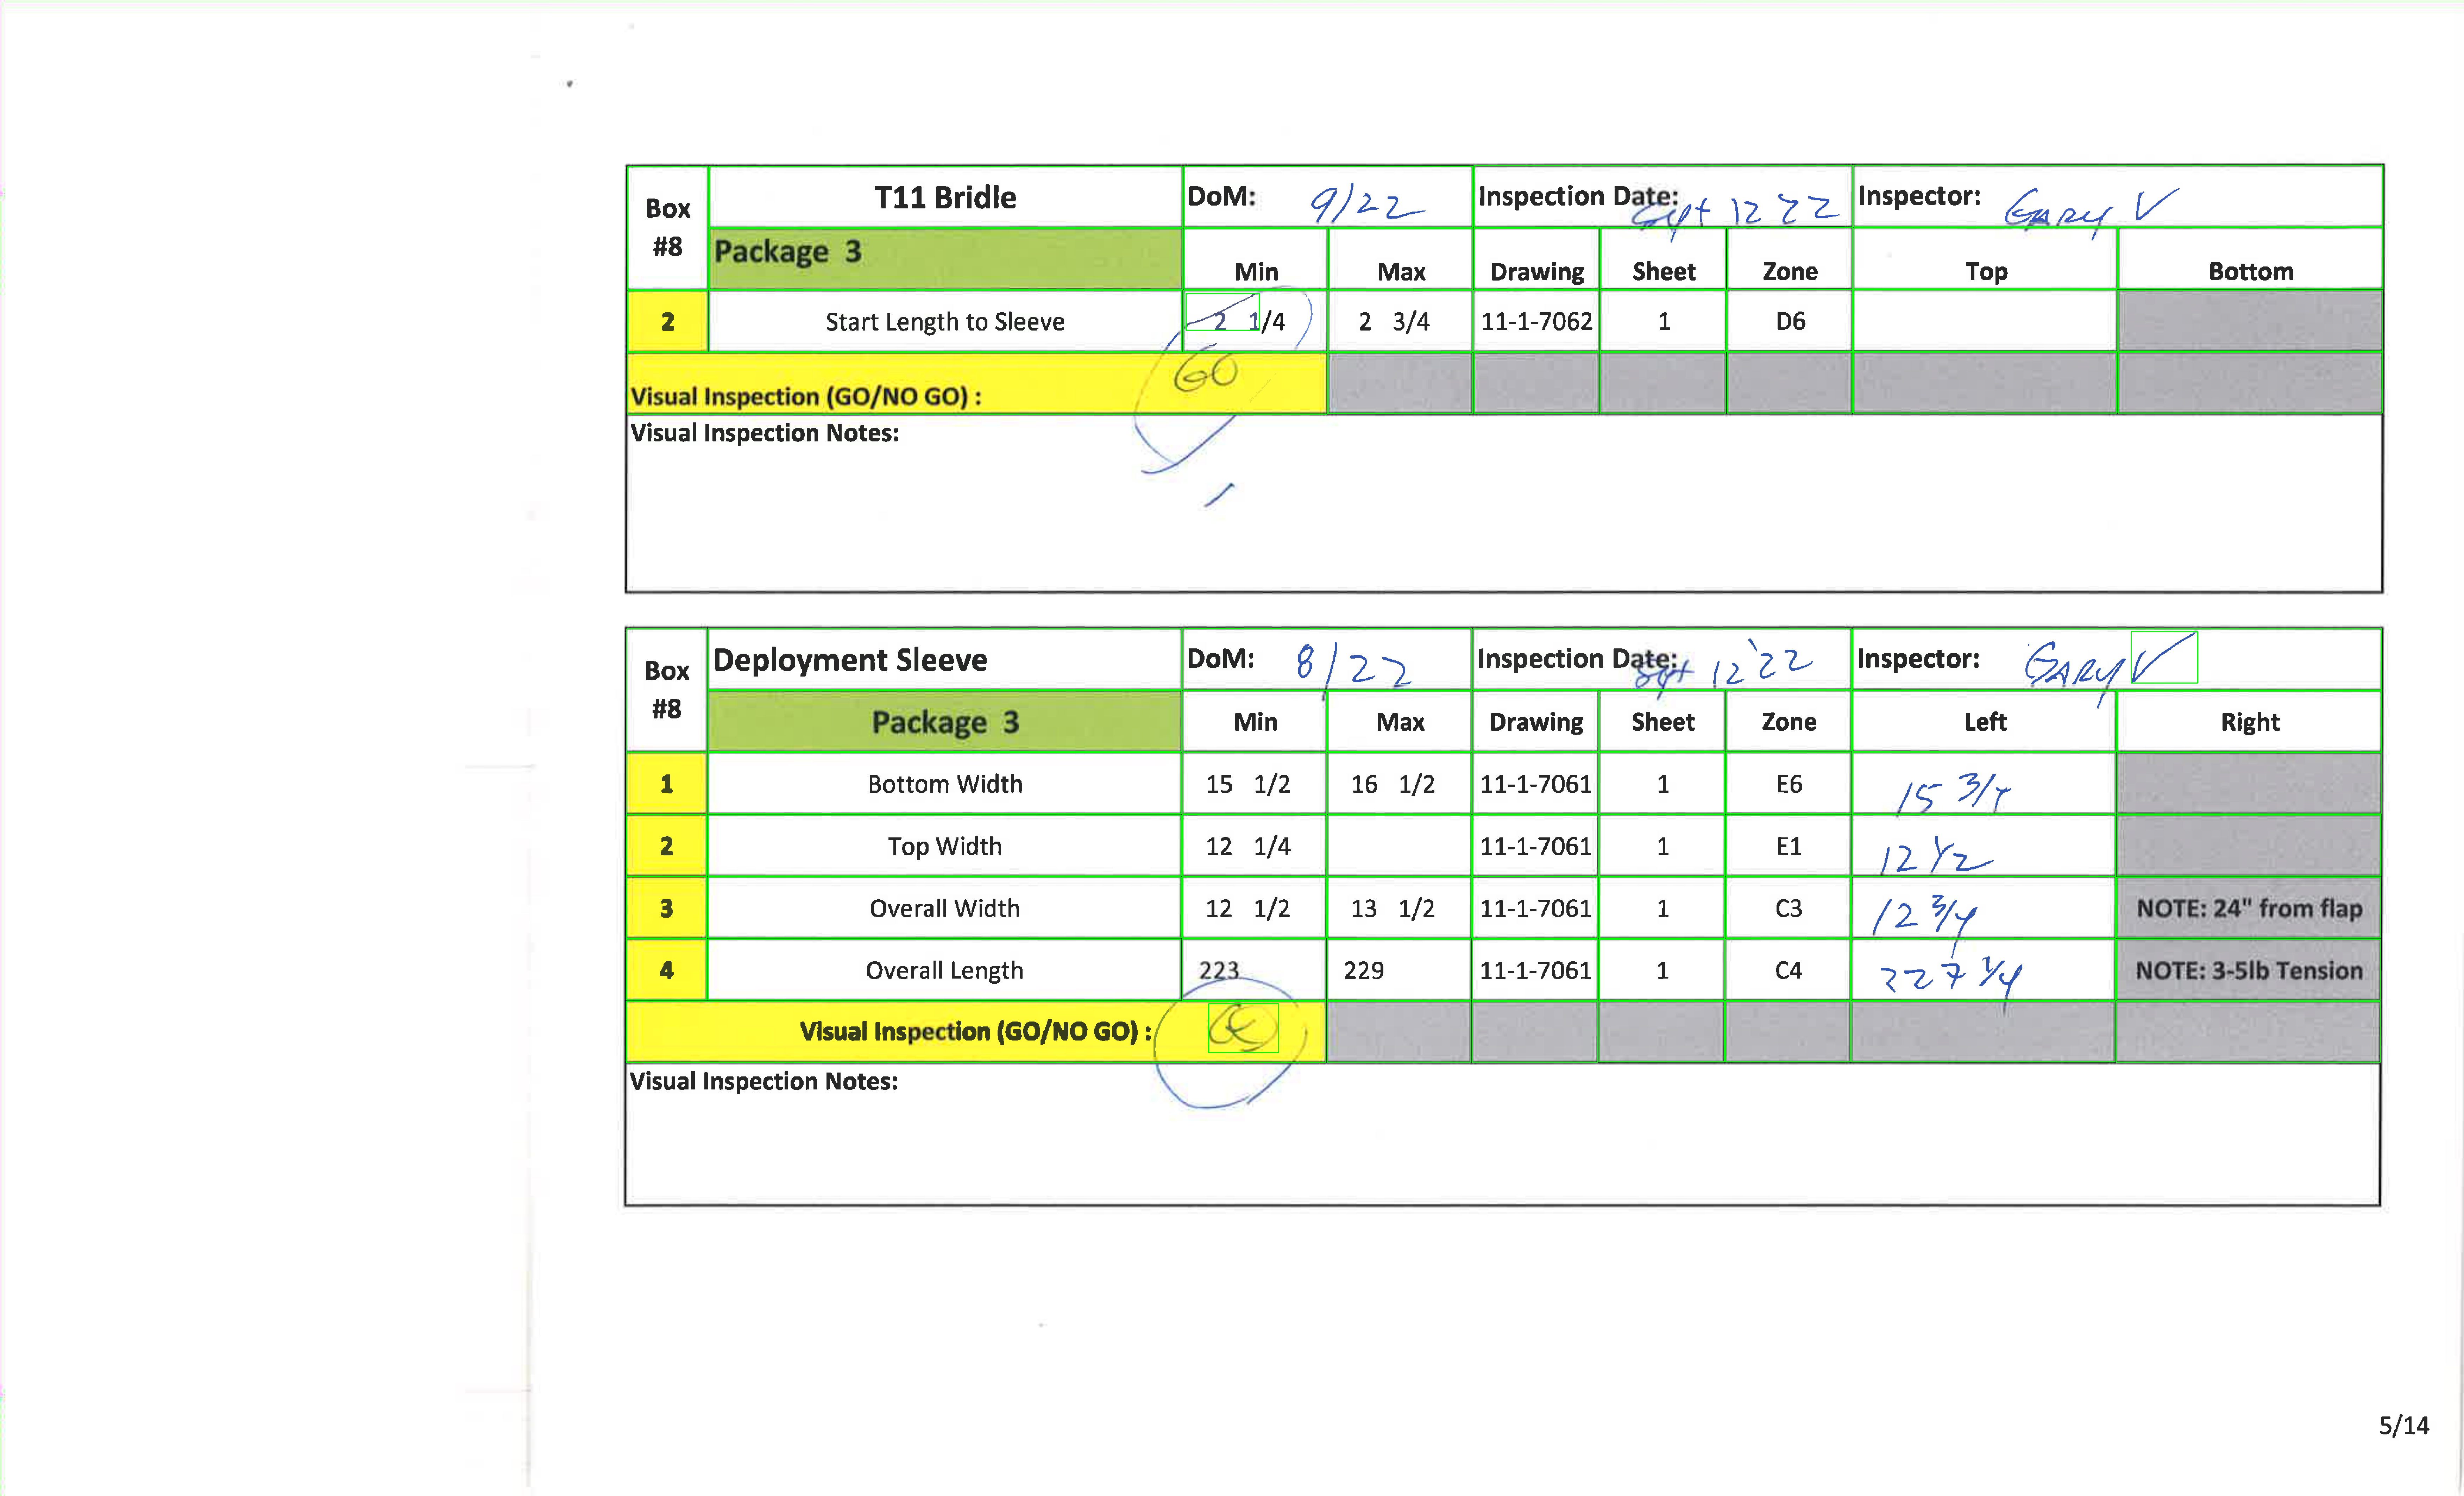 Box #8 T11 Bridle DoM: 9/22 Inspection Date: Sept 12 22 Inspector: GARY V
Package 3 Min Max Drawing Sheet Zone Top Bottom
2 Start Length to Sleeve 2 1/4 2 3/4 11-1-7062 1 D6
Visual Inspection (GO/NO GO) : GO
Visual Inspection Notes:
Box #8 Deployment Sleeve DoM: 8/22 Inspection Date: Sept 12 '22 Inspector: GARY V
Package 3 Min Max Drawing Sheet Zone Left Right
1 Bottom Width 15 1/2 16 1/2 11-1-7061 1 E6 15 3/4
2 Top Width 12 1/4 11-1-7061 1 E1 12 1/2
3 Overall Width 12 1/2 13 1/2 11-1-7061 1 C3 12 3/4 NOTE: 24" from flap
4 Overall Length 223 229 11-1-7061 1 C4 227 1/4 NOTE: 3-5lb Tension
Visual Inspection (GO/NO GO) :
Visual Inspection Notes:
5/14